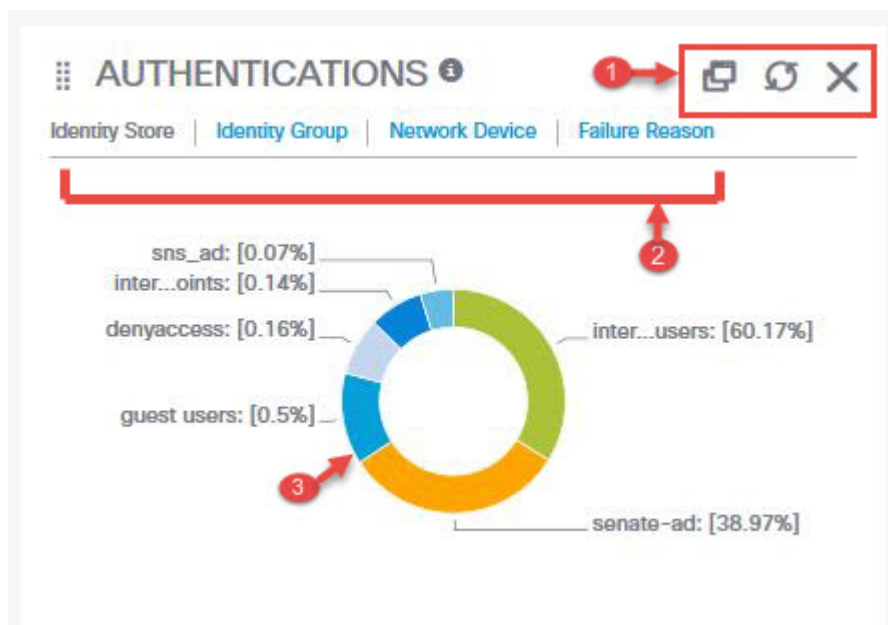 AUTHENTICATIONS
1
Identity Store | Identity Group | Network Device | Failure Reason
2
sns_ad: [0.07%]
inter...oints: [0.14%]
denyaccess: [0.16%]
inter...users: [60.17%]
guest users: [0.5%]
3
senate-ad: [38.97%]